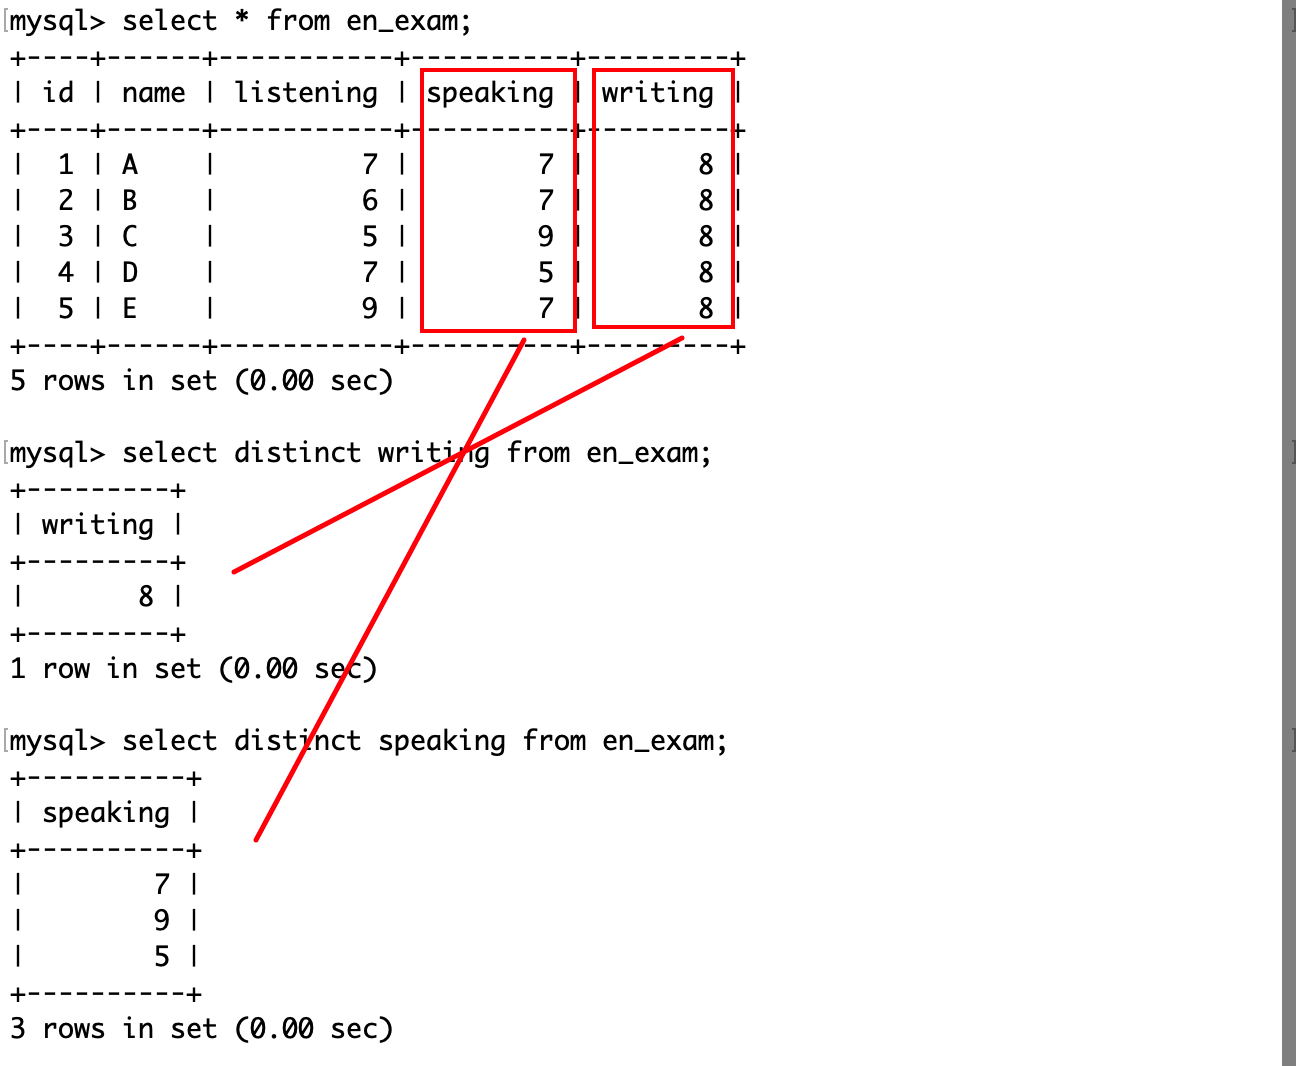 mysql> select * from en_exam;
+----+------+-----------+----------+---------+
| id | name | listening | speaking | writing |
+----+------+-----------+----------+---------+
|  1 | A    |         7 |        7 |       8 |
|  2 | B    |         6 |        7 |       8 |
|  3 | C    |         5 |        9 |       8 |
|  4 | D    |         7 |        5 |       8 |
|  5 | E    |         9 |        7 |       8 |
+----+------+-----------+----------+---------+
5 rows in set (0.00 sec)
mysql> select distinct writing from en_exam;
+---------+
| writing |
+---------+
|       8 |
+---------+
1 row in set (0.00 sec)
mysql> select distinct speaking from en_exam;
+----------+
| speaking |
+----------+
|        7 |
|        9 |
|        5 |
+----------+
3 rows in set (0.00 sec)